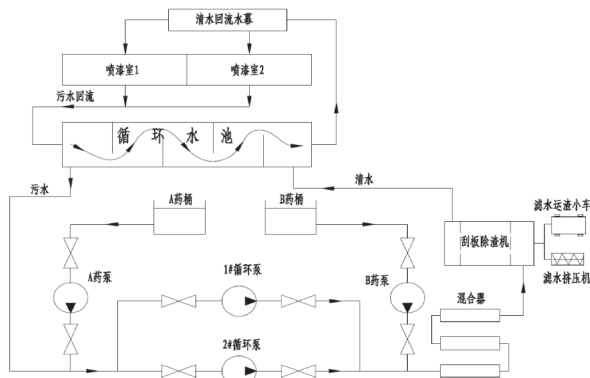 清水回流水幕
喷漆室1
喷漆室2
污水回流
循环水池
污水
清水
A药桶
B药桶
滤水运渣小车
刮板除渣机
A药泵
1#循环泵
B药泵
滤水挤压机
混合器
2#循环泵